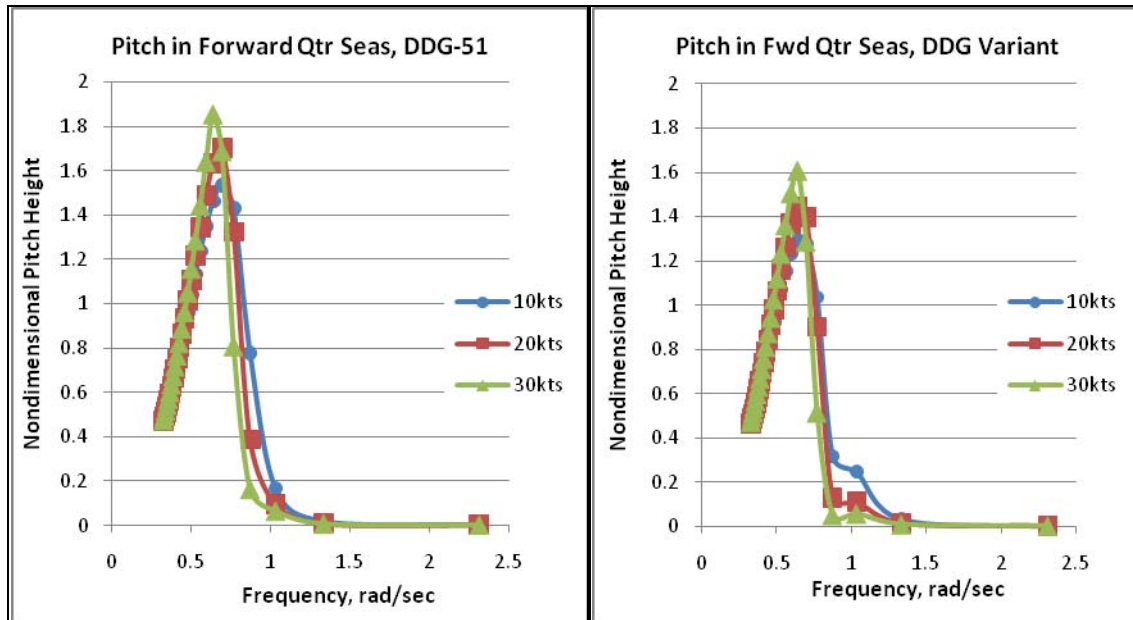 Pitch in Forward Qtr Seas, DDG-51
2
1.8
1.6
1.4
1.2
1
0.8
0.6
0.4
0.2
0
Nondimensional Pitch Height
10kts
20kts
30kts
0 0.5 1 1.5 2 2.5
Frequency, rad/sec
Pitch in Fwd Qtr Seas, DDG Variant
2
1.8
1.6
1.4
1.2
1
0.8
0.6
0.4
0.2
0
Nondimensional Pitch Height
10kts
20kts
30kts
0 0.5 1 1.5 2 2.5
Frequency, rad/sec